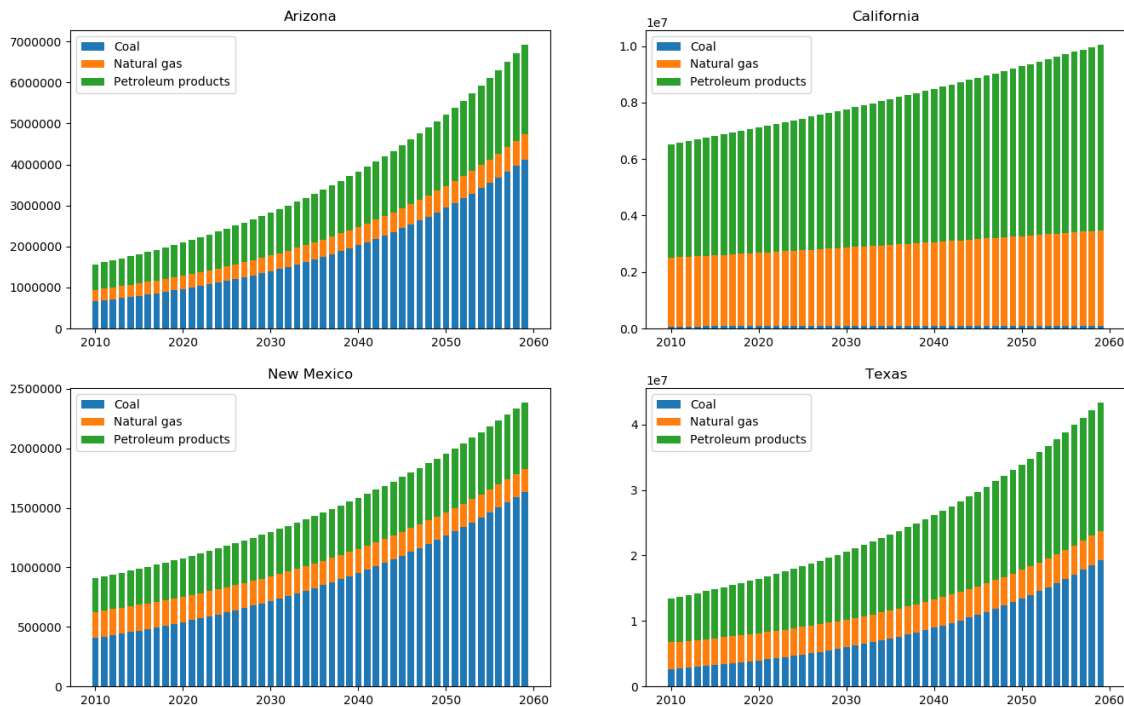 Arizona
7000000
6000000
5000000
4000000
3000000
2000000
1000000
0
Coal
Natural gas
Petroleum products
2010 2020 2030 2040 2050 2060
California
1e7
1.0
0.8
0.6
0.4
0.2
0.0
Coal
Natural gas
Petroleum products
2010 2020 2030 2040 2050 2060
New Mexico
2500000
2000000
1500000
1000000
500000
0
Coal
Natural gas
Petroleum products
2010 2020 2030 2040 2050 2060
Texas
1e7
4
3
2
1
0
Coal
Natural gas
Petroleum products
2010 2020 2030 2040 2050 2060